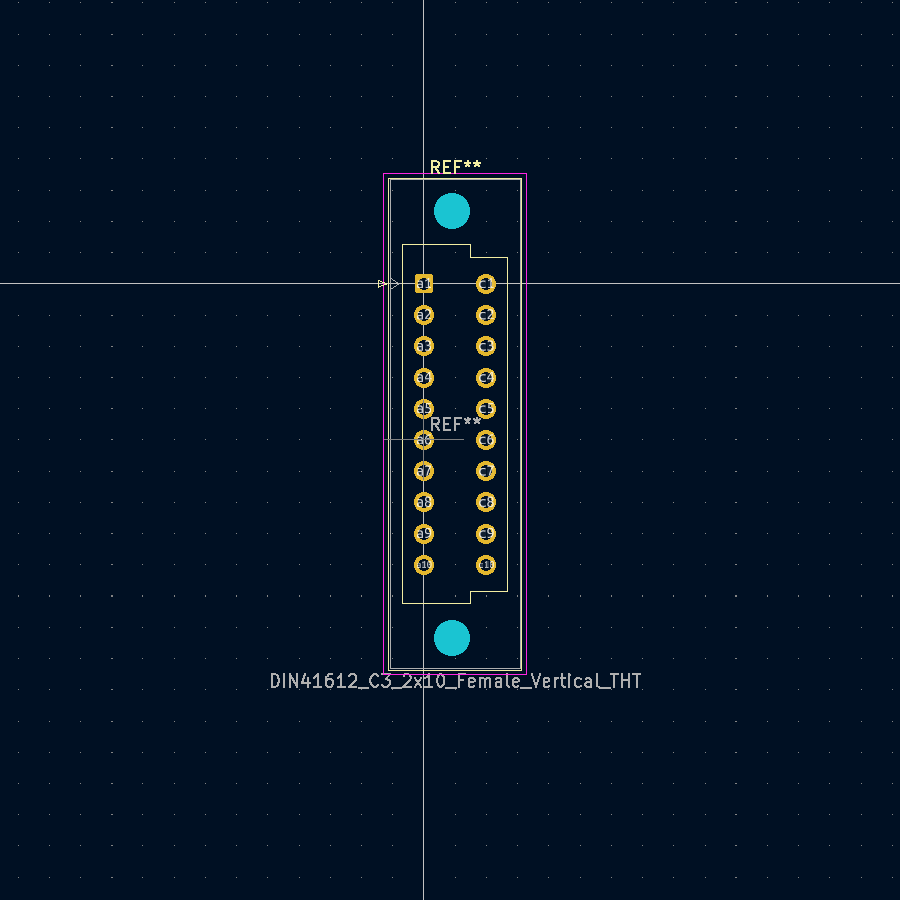 REF**
a1 c1
a2 c2
a3 c3
a4 c4
a5 c5
REF**
a6 c6
a7 c7
a8 c8
a9 c9
a10 c10
DIN41612_C3_2x10_Female_Vertical_THT